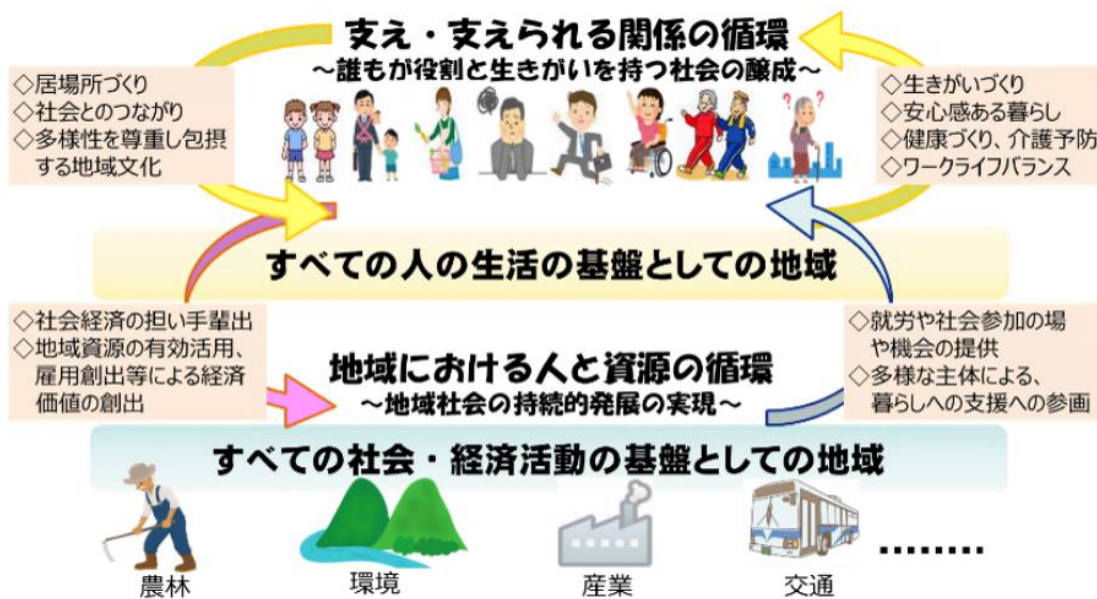 支え・支えられる関係の循環
～誰もが役割と生きがいを持つ社会の醸成～
◇居場所づくり
◇社会とのつながり
◇多様性を尊重し包摂
する地域文化
◇生きがいづくり
◇安心感ある暮らし
◇健康づくり、介護予防
◇ワークライフバランス
? ?
すべての人の生活の基盤としての地域
◇社会経済の担い手輩出
◇地域資源の有効活用、
雇用創出等による経済
価値の創出
◇就労や社会参加の場
や機会の提供
◇多様な主体による、
暮らしへの支援への参画
地域における人と資源の循環
～地域社会の持続的発展の実現～
すべての社会・経済活動の基盤としての地域
農林
環境
産業
交通
………